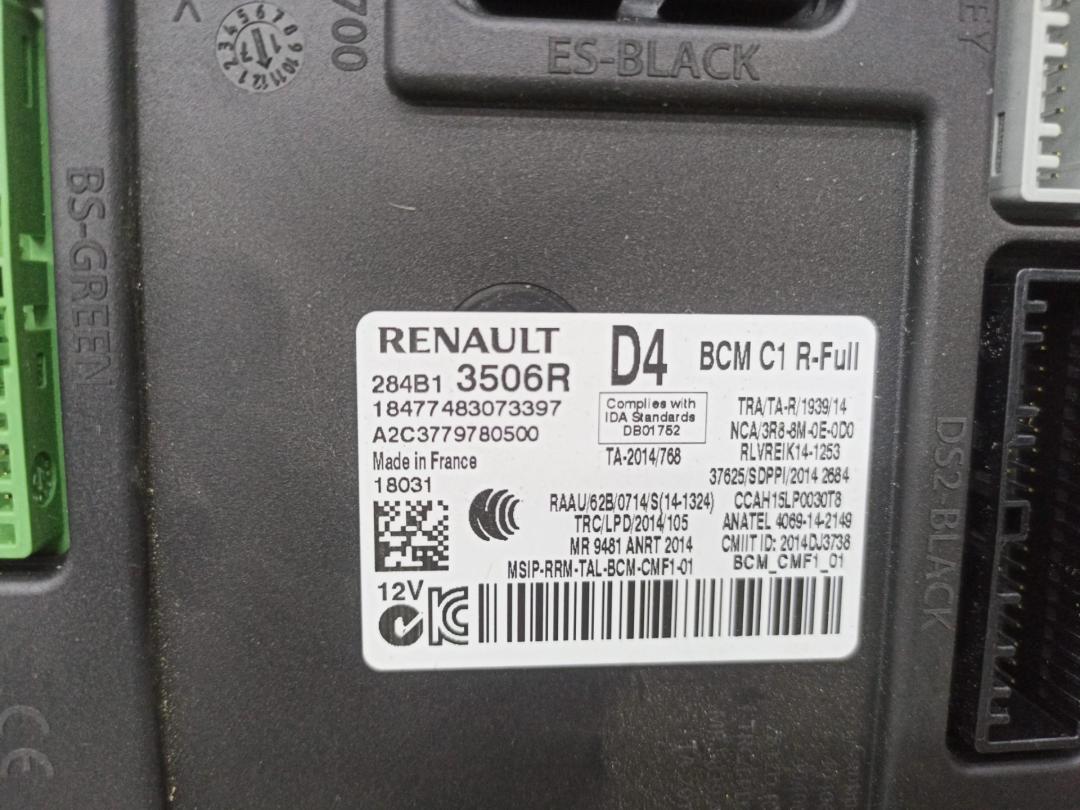 700
ES-BLACK
BS-GREEN
RENAULT
D4
BCM C1 R-Full
284B1 3506R
18477483073397
A2C3779780500
Made in France
18031
Complies with
IDA Standards
DB01752
TA-2014/768
TRA/TA-R/1939/14
NCA/3R8-8M-0E-0D0
RLVREIK14-1253
37625/SDPPI/2014 2684
RAAU/62B/0714/S(14-1324)
CCAH15LP0030T8
TRC/LPD/2014/105
ANATEL 4069-14-2149
MR 9481 ANRT 2014
CMIIT ID: 2014DJ3738
MSIP-RRM-TAL-BCM-CMF1-01
BCM_CMF1_01
12V
DS2 BLACK
CE